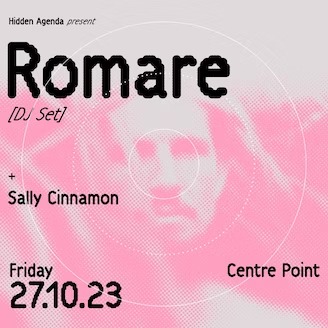 Hidden Agenda present
Romare
[DJ Set]
+
Sally Cinnamon
Friday
Centre Point
27.10.23